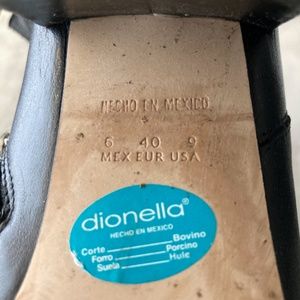 HECHO EN MEXICO
6 40 9
MEX EUR USA
dionella®
HECHO EN MEXICO
Corte Bovino
Forro Porcino
Suela Hule